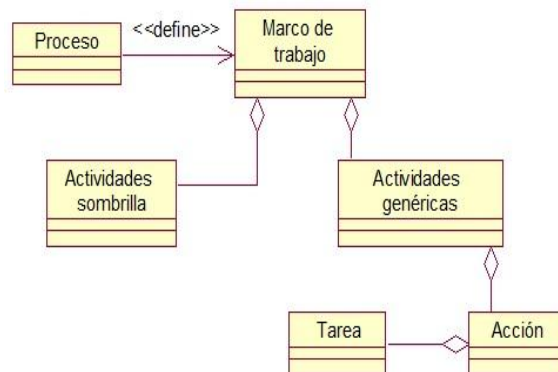 Proceso
<<define>>
Marco de
trabajo
Actividades
sombrilla
Actividades
genéricas
Tarea
Acción